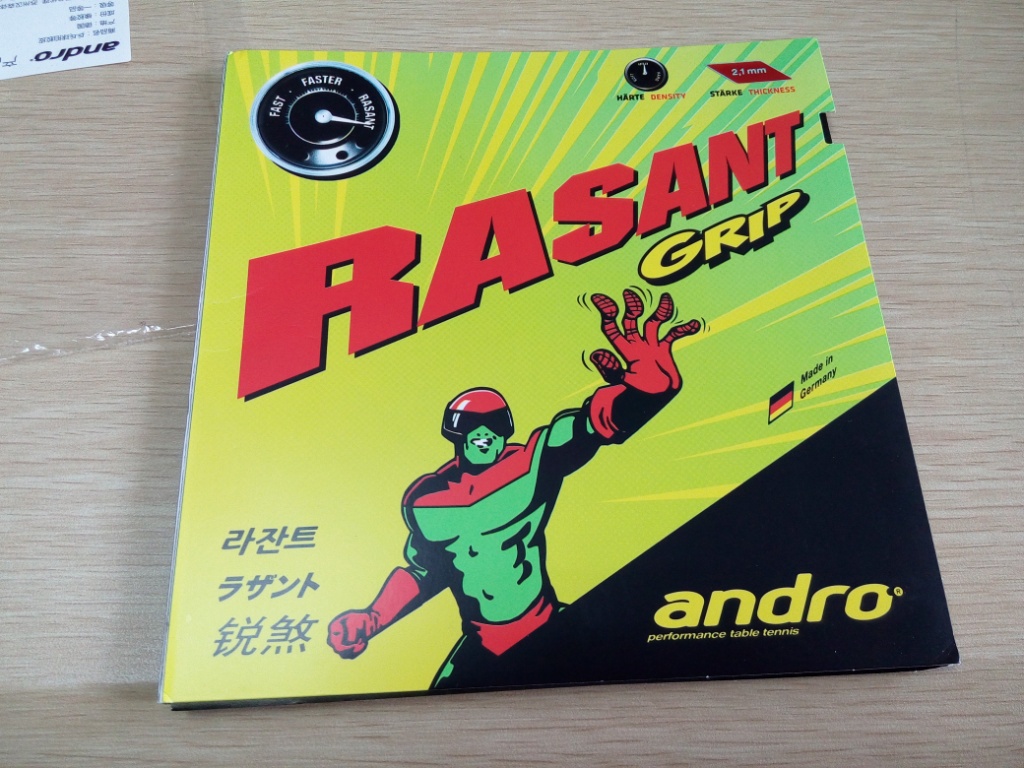 FAST · FASTER · RASANT
HÄRTE DENSITY
2,1 mm
STÄRKE THICKNESS
RASANT
GRIP
Made in
Germany
라잔트
ラザント
锐煞
andro®
performance table tennis
andro®